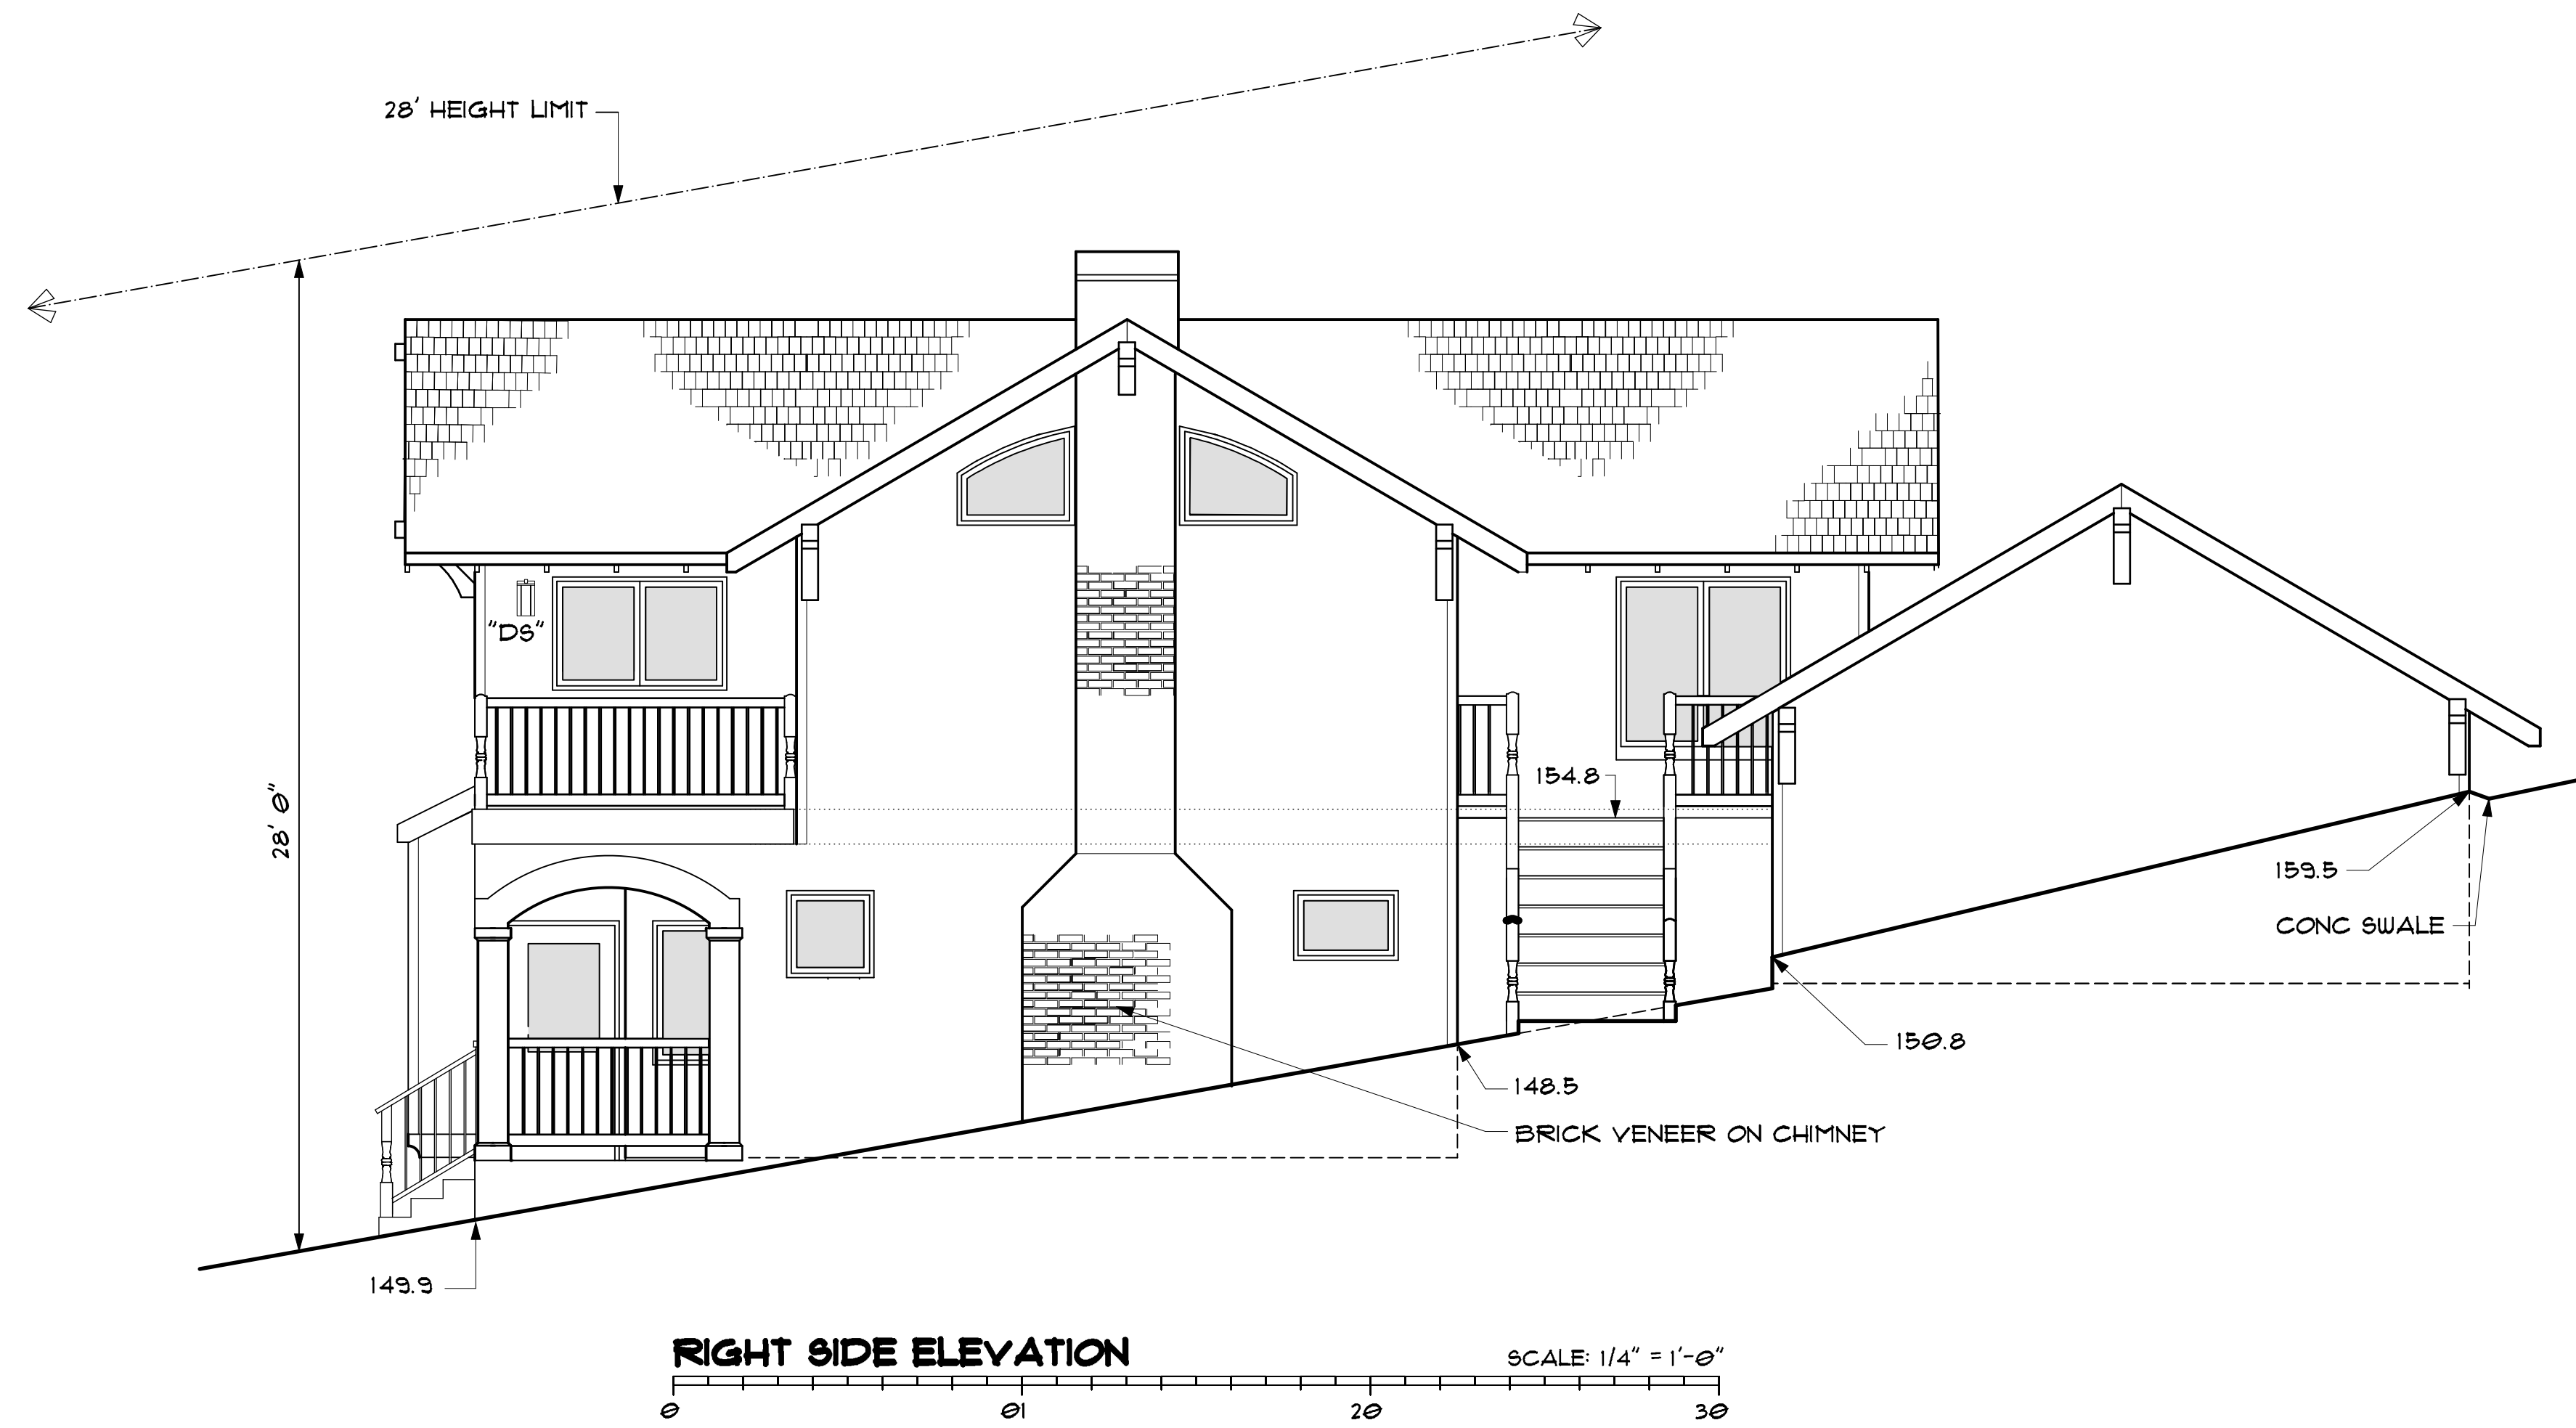 28' HEIGHT LIMIT
"DS"
28' 0"
154.8
159.5
CONC SWALE
150.8
148.5
BRICK VENEER ON CHIMNEY
149.9
RIGHT SIDE ELEVATION
SCALE: 1/4" = 1'-0"
0 01 20 30